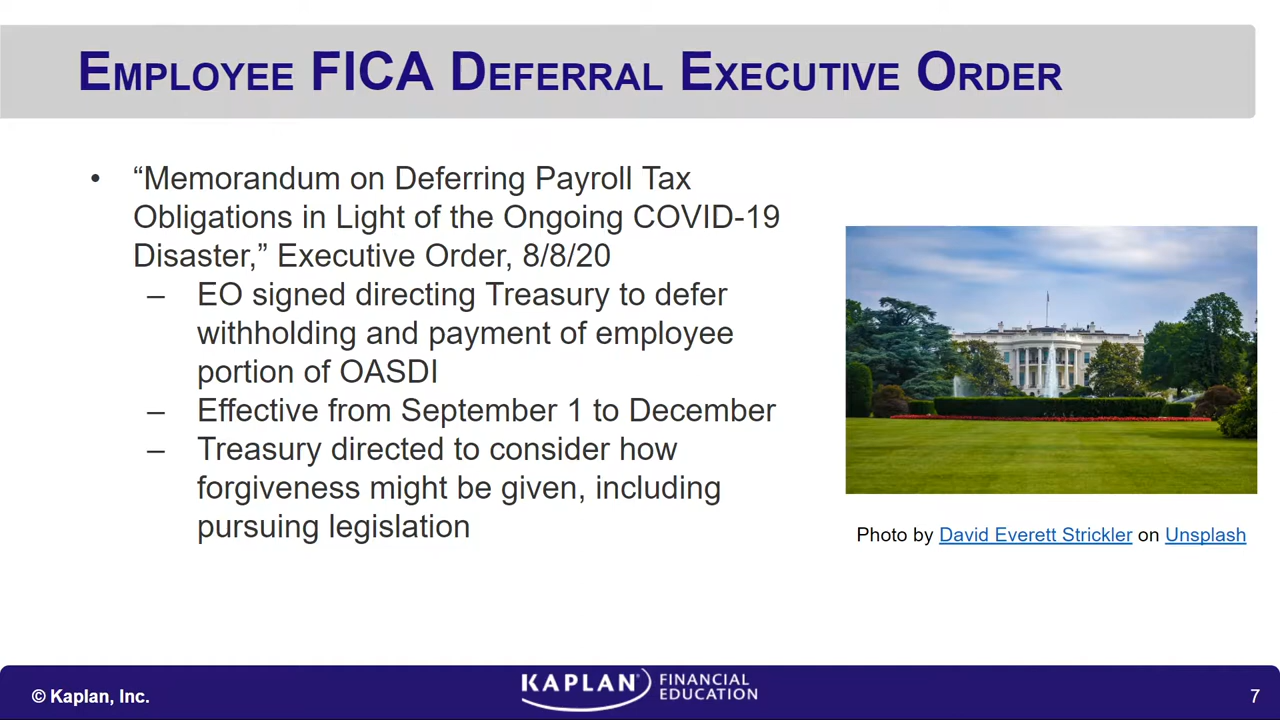 EMPLOYEE FICA DEFERRAL EXECUTIVE ORDER
• “Memorandum on Deferring Payroll Tax
Obligations in Light of the Ongoing COVID-19
Disaster,” Executive Order, 8/8/20
– EO signed directing Treasury to defer
withholding and payment of employee
portion of OASDI
– Effective from September 1 to December
– Treasury directed to consider how
forgiveness might be given, including
pursuing legislation
Photo by David Everett Strickler on Unsplash
© Kaplan, Inc.
KAPLAN
FINANCIAL
EDUCATION
7